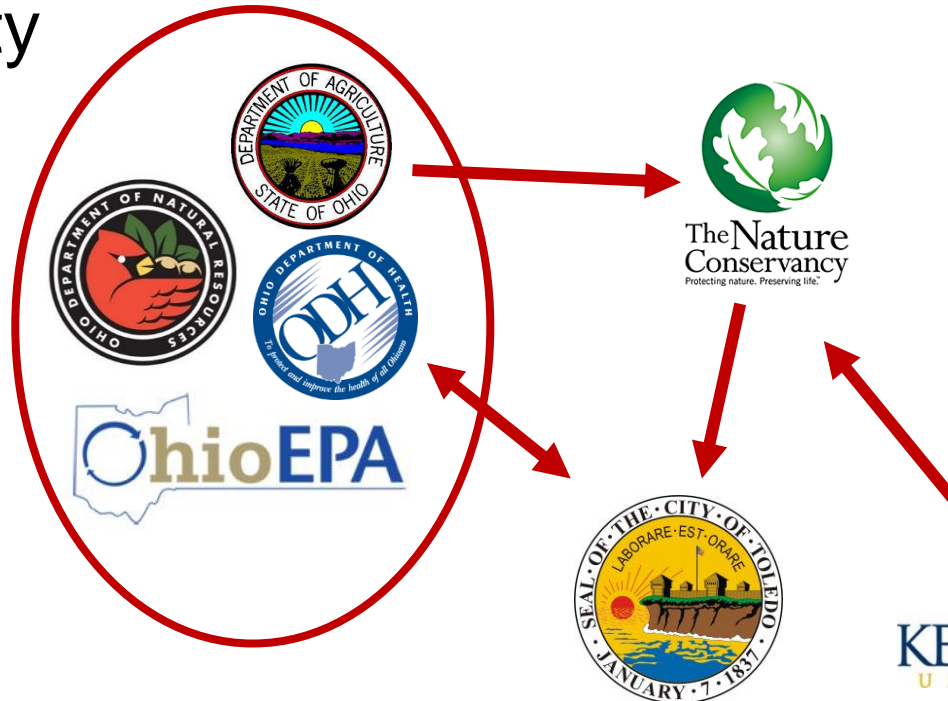 ty
DEPARTMENT OF AGRICULTURE
STATE OF OHIO
OHIO DEPARTMENT OF NATURAL RESOURCES
OHIO DEPARTMENT OF HEALTH
ODH
To protect and improve the health of all Ohioans
OhioEPA
The Nature
Conservancy
Protecting nature. Preserving life.™
SEAL·OF·THE·CITY·OF·TOLEDO
LABORARE·EST·ORARE
JANUARY·7·1837
KE
U